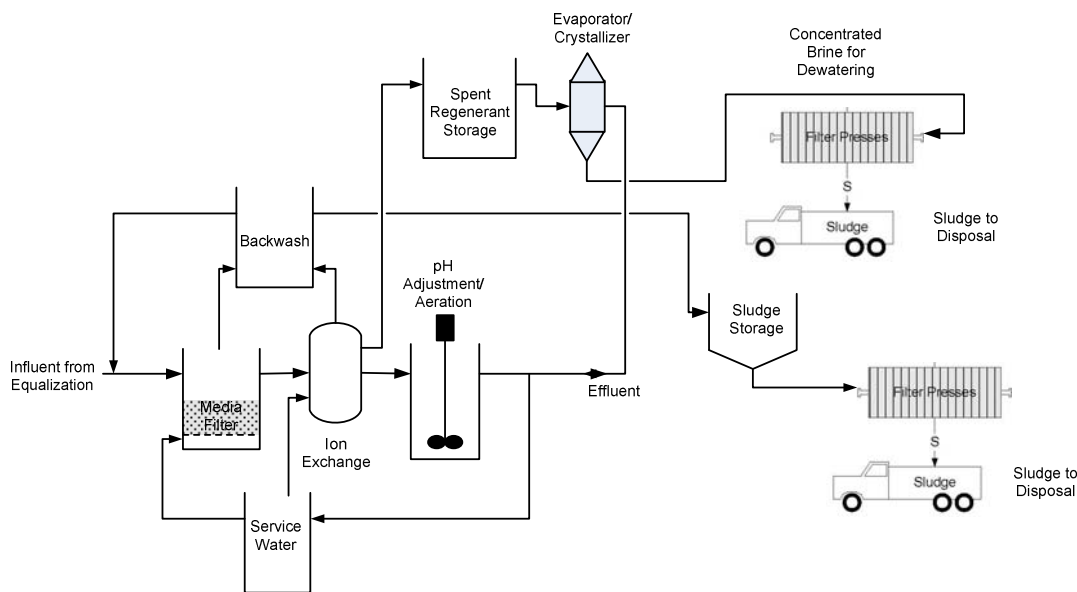 Evaporator/
Crystallizer
Concentrated
Brine for
Dewatering
Spent
Regenerant
Storage
Filter Presses
S
Sludge
Sludge to
Disposal
Backwash
pH
Adjustment/
Aeration
Sludge
Storage
Influent from
Equalization
Effluent
Filter Presses
Media
Filter
Ion
Exchange
S
Sludge
Sludge to
Disposal
Service
Water